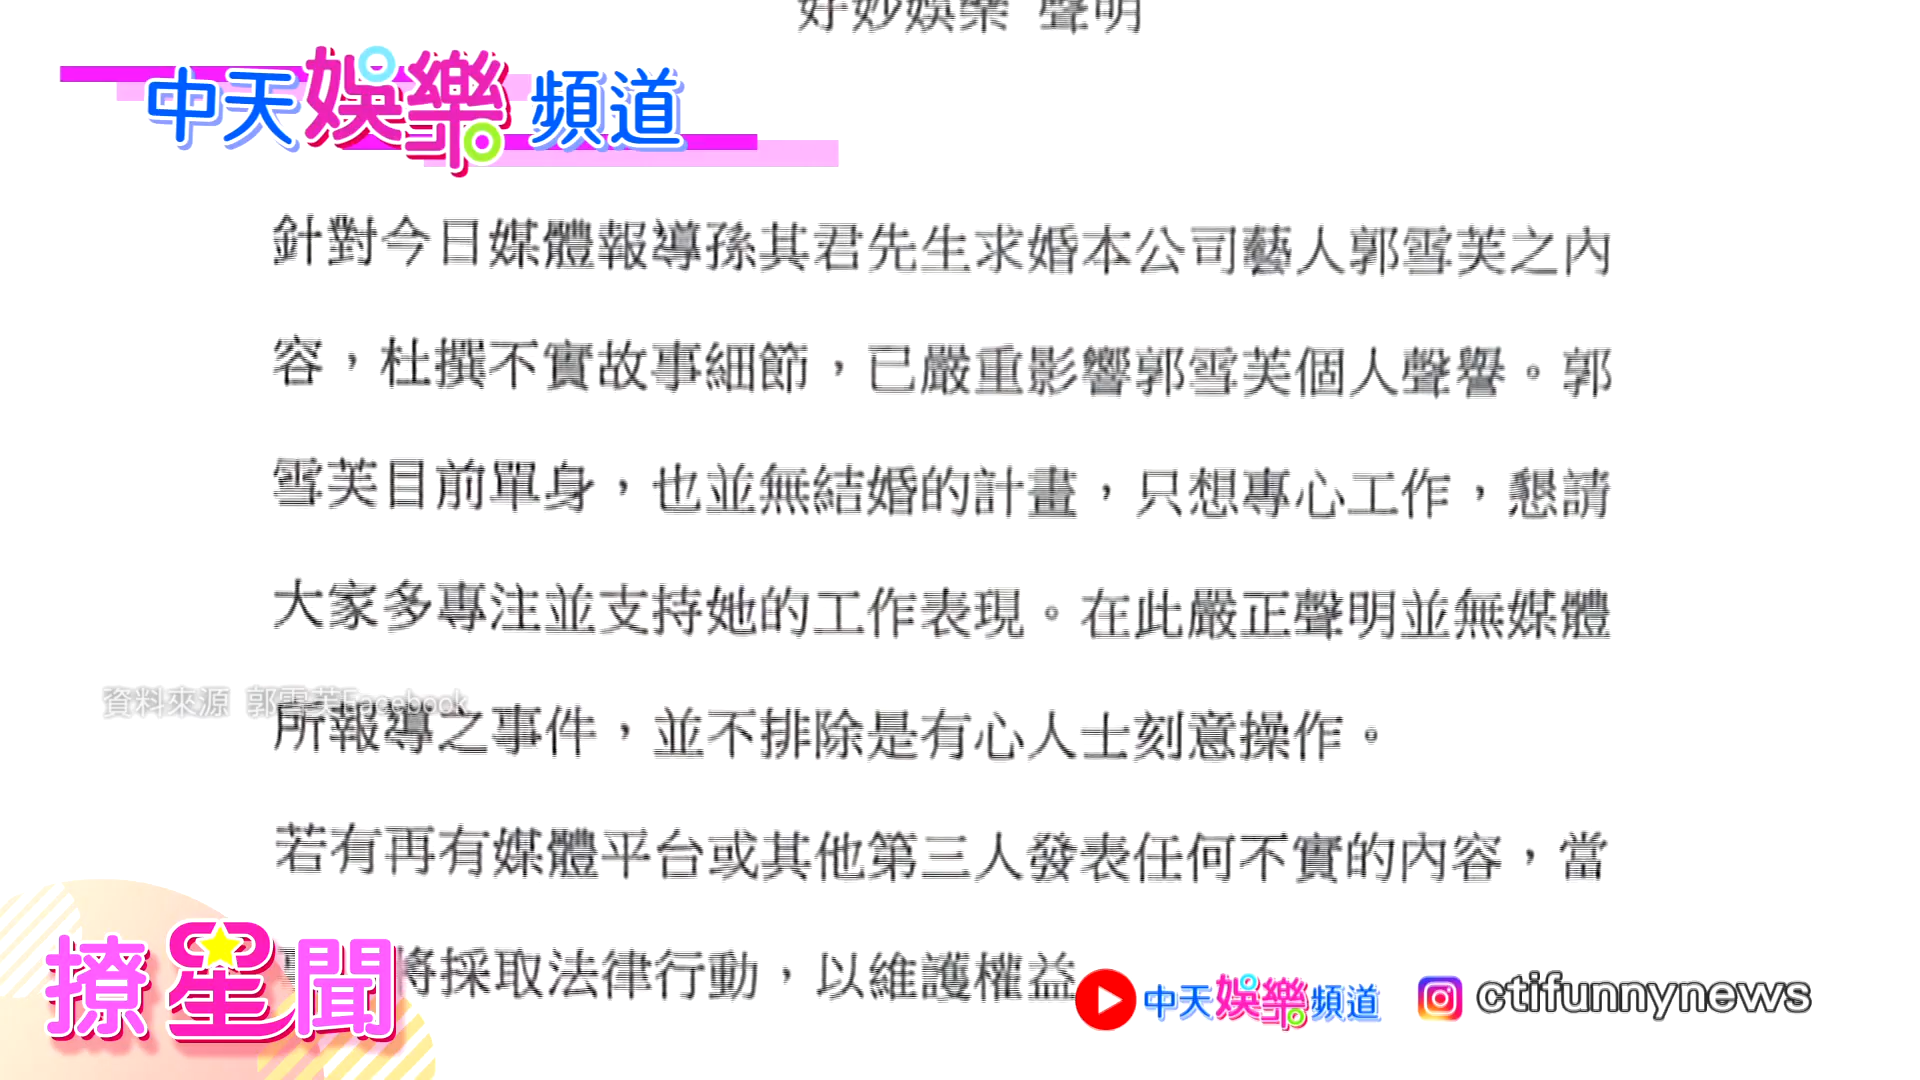 好妙娛樂 聲明
中天娛樂頻道
針對今日媒體報導孫其君先生求婚本公司藝人郭雪芙之內
容，杜撰不實故事細節，已嚴重影響郭雪芙個人聲譽。郭
雪芙目前單身，也並無結婚的計畫，只想專心工作，懇請
大家多專注並支持她的工作表現。在此嚴正聲明並無媒體
資料來源 郭雪芙Facebook
所報導之事件，並不排除是有心人士刻意操作。
若有再有媒體平台或其他第三人發表任何不實的內容，當
將採取法律行動，以維護權益
撩星聞
中天娛樂頻道
ctifunnynews